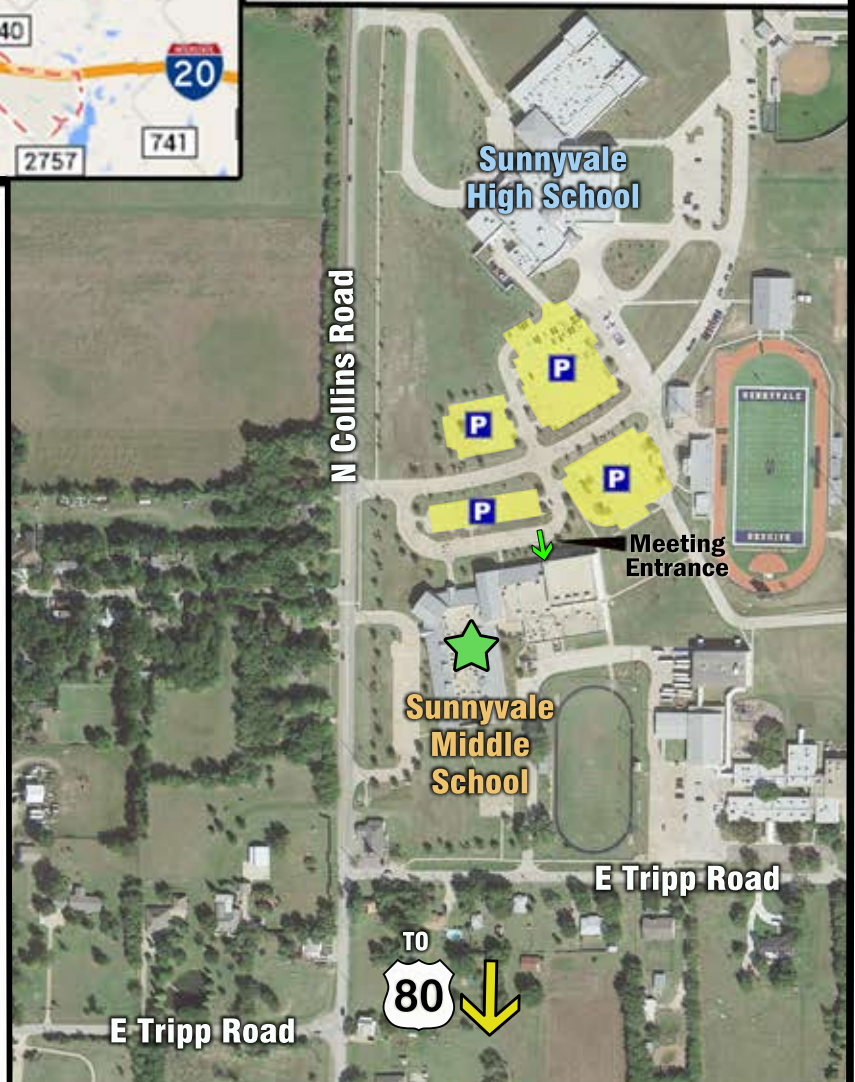 40
INTERSTATE
20
741
2757
Sunnyvale
High School
N Collins Road
P
P
P
P
SUNNYVALE
Meeting
Entrance
Sunnyvale
Middle
School
E Tripp Road
TO
80
E Tripp Road